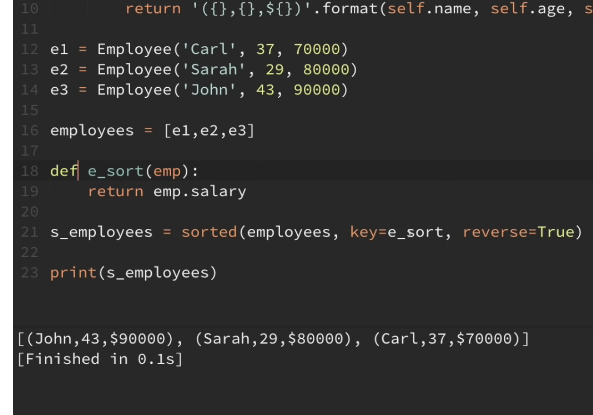 10 return '({},{},${})'.format(self.name, self.age, s
11
12 e1 = Employee('Carl', 37, 70000)
13 e2 = Employee('Sarah', 29, 80000)
14 e3 = Employee('John', 43, 90000)
15
16 employees = [e1,e2,e3]
17
18 def e_sort(emp):
19 return emp.salary
20
21 s_employees = sorted(employees, key=e_sort, reverse=True)
22
23 print(s_employees)
[(John,43,$90000), (Sarah,29,$80000), (Carl,37,$70000)]
[Finished in 0.1s]